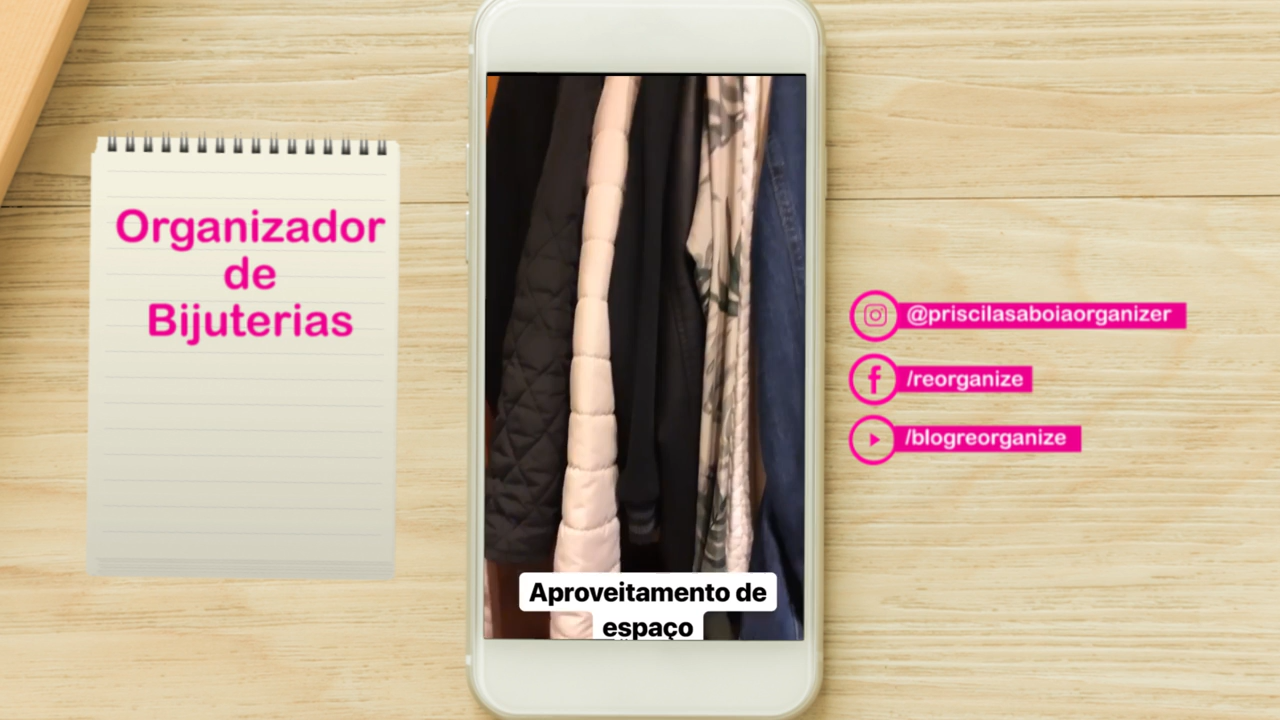 Organizador
de
Bijuterias
Aproveitamento de
espaço
@priscilasaboiaorganizer
/reorganize
/blogreorganize